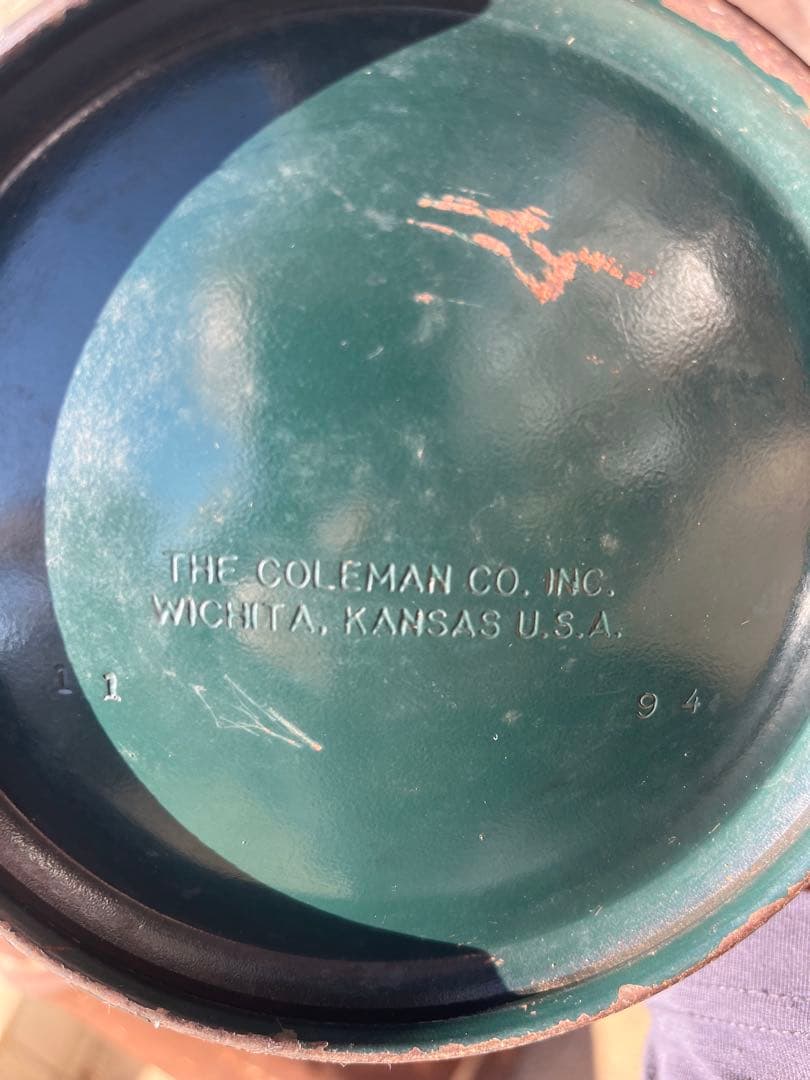 THE COLEMAN CO. INC.
WICHITA, KANSAS U.S.A.
11 94